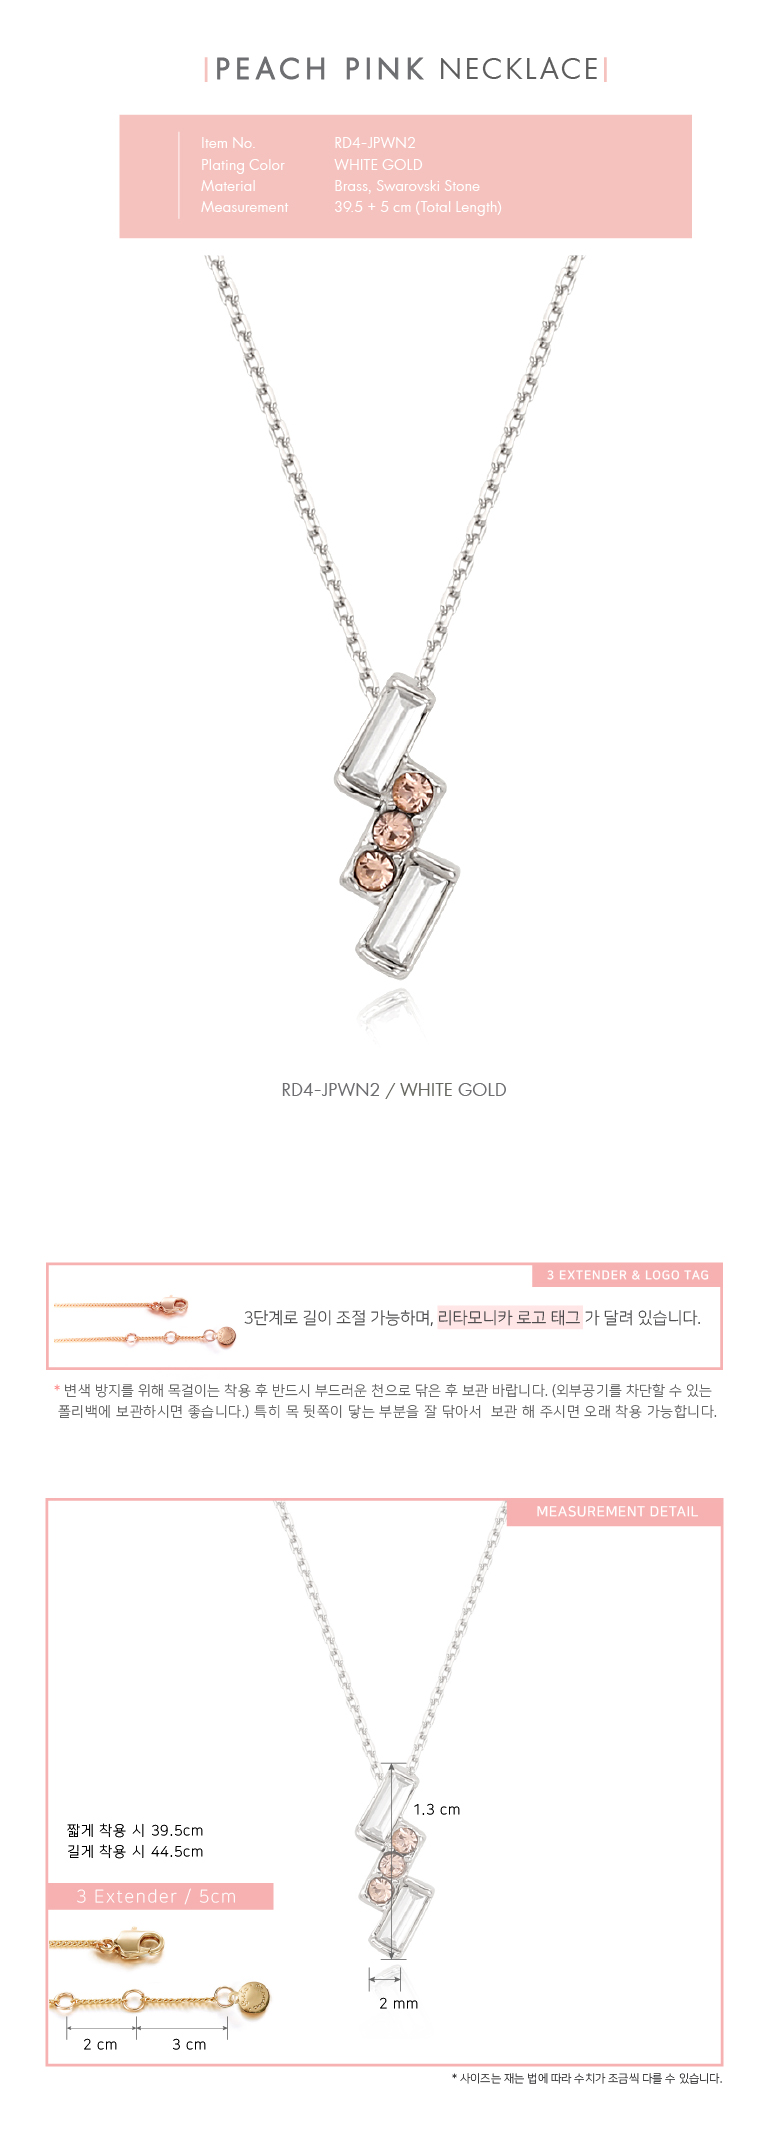 PEACH PINK NECKLACE
Item No. RD4-JPWN2
Plating Color WHITE GOLD
Material Brass, Swarovski Stone
Measurement 39.5 + 5 cm (Total Length)
RD4-JPWN2 / WHITE GOLD
3 EXTENDER & LOGO TAG
3단계로 길이 조절 가능하며, 리타모니카 로고 태그 가 달려 있습니다.
* 변색 방지를 위해 목걸이는 착용 후 반드시 부드러운 천으로 닦은 후 보관 바랍니다. (외부공기를 차단할 수 있는
폴리백에 보관하시면 좋습니다.) 특히 목 뒷쪽이 닿는 부분을 잘 닦아서 보관 해 주시면 오래 착용 가능합니다.
MEASUREMENT DETAIL
1.3 cm
짧게 착용 시 39.5cm
길게 착용 시 44.5cm
3 Extender / 5cm
2 mm
2 cm 3 cm
* 사이즈는 재는 법에 따라 수치가 조금씩 다를 수 있습니다.